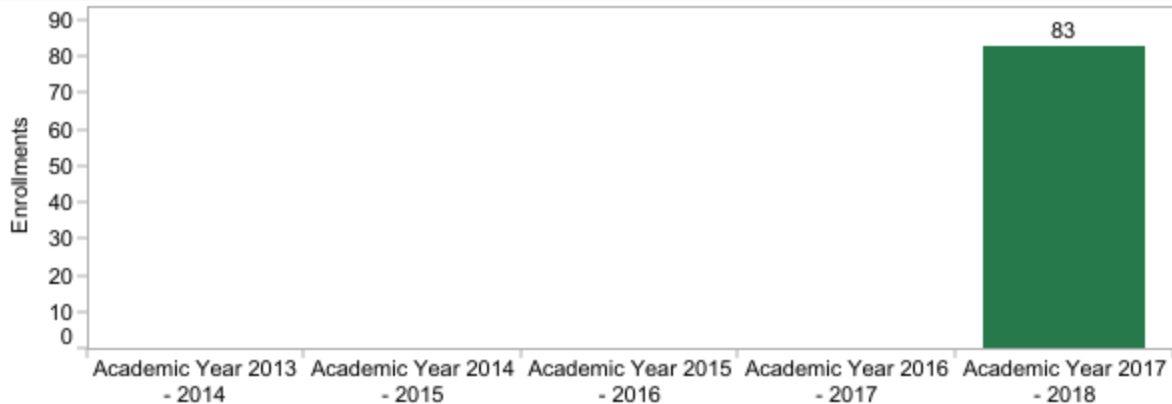 90
83
80
70
60
50
40
30
20
10
0
Enrollments
Academic Year 2013 - 2014
Academic Year 2014 - 2015
Academic Year 2015 - 2016
Academic Year 2016 - 2017
Academic Year 2017 - 2018